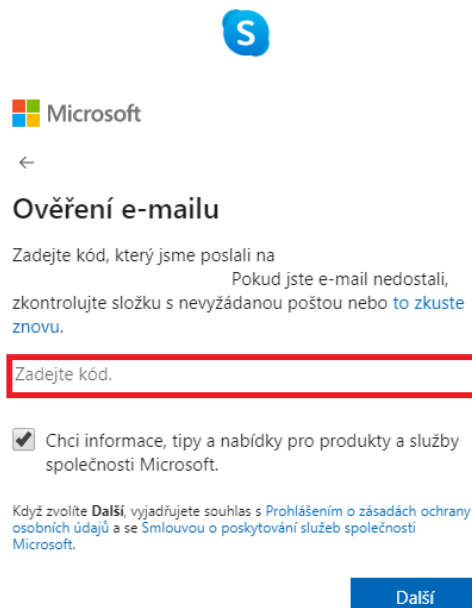 S
Microsoft
←
Ověření e-mailu
Zadejte kód, který jsme poslali na
Pokud jste e-mail nedostali,
zkontrolujte složku s nevyžádanou poštou nebo to zkuste
znovu.
Zadejte kód.
Chci informace, tipy a nabídky pro produkty a služby
společnosti Microsoft.
Když zvolíte Další, vyjadřujete souhlas s Prohlášením o zásadách ochrany
osobních údajů a se Smlouvou o poskytování služeb společnosti
Microsoft.
Další